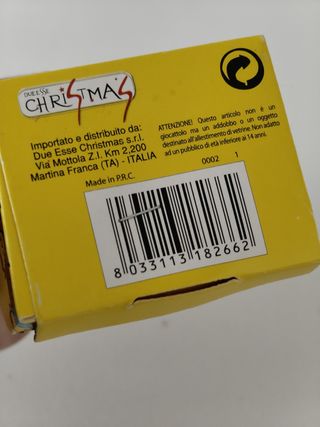 DUE ESSE
CHRISTMA'S
Importato e distribuito da:
Due Esse Christmas s.r.l.
Via Mottola Z.I. Km 2,200
Martina Franca (TA) - ITALIA
Made in P.R.C.
ATTENZIONE! Questo articolo non è un
giocattolo ma un addobbo o un oggetto
destinato all'allestimento di vetrine. Non adatto
ad un pubblico di età inferiore ai 14 anni.
0002 1
8 033113 182662